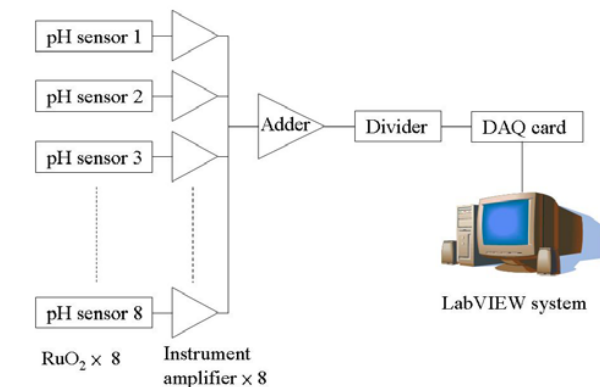 pH sensor 1
pH sensor 2
pH sensor 3
pH sensor 8
Adder
Divider
DAQ card
LabVIEW system
RuO₂ × 8
Instrument
amplifier × 8